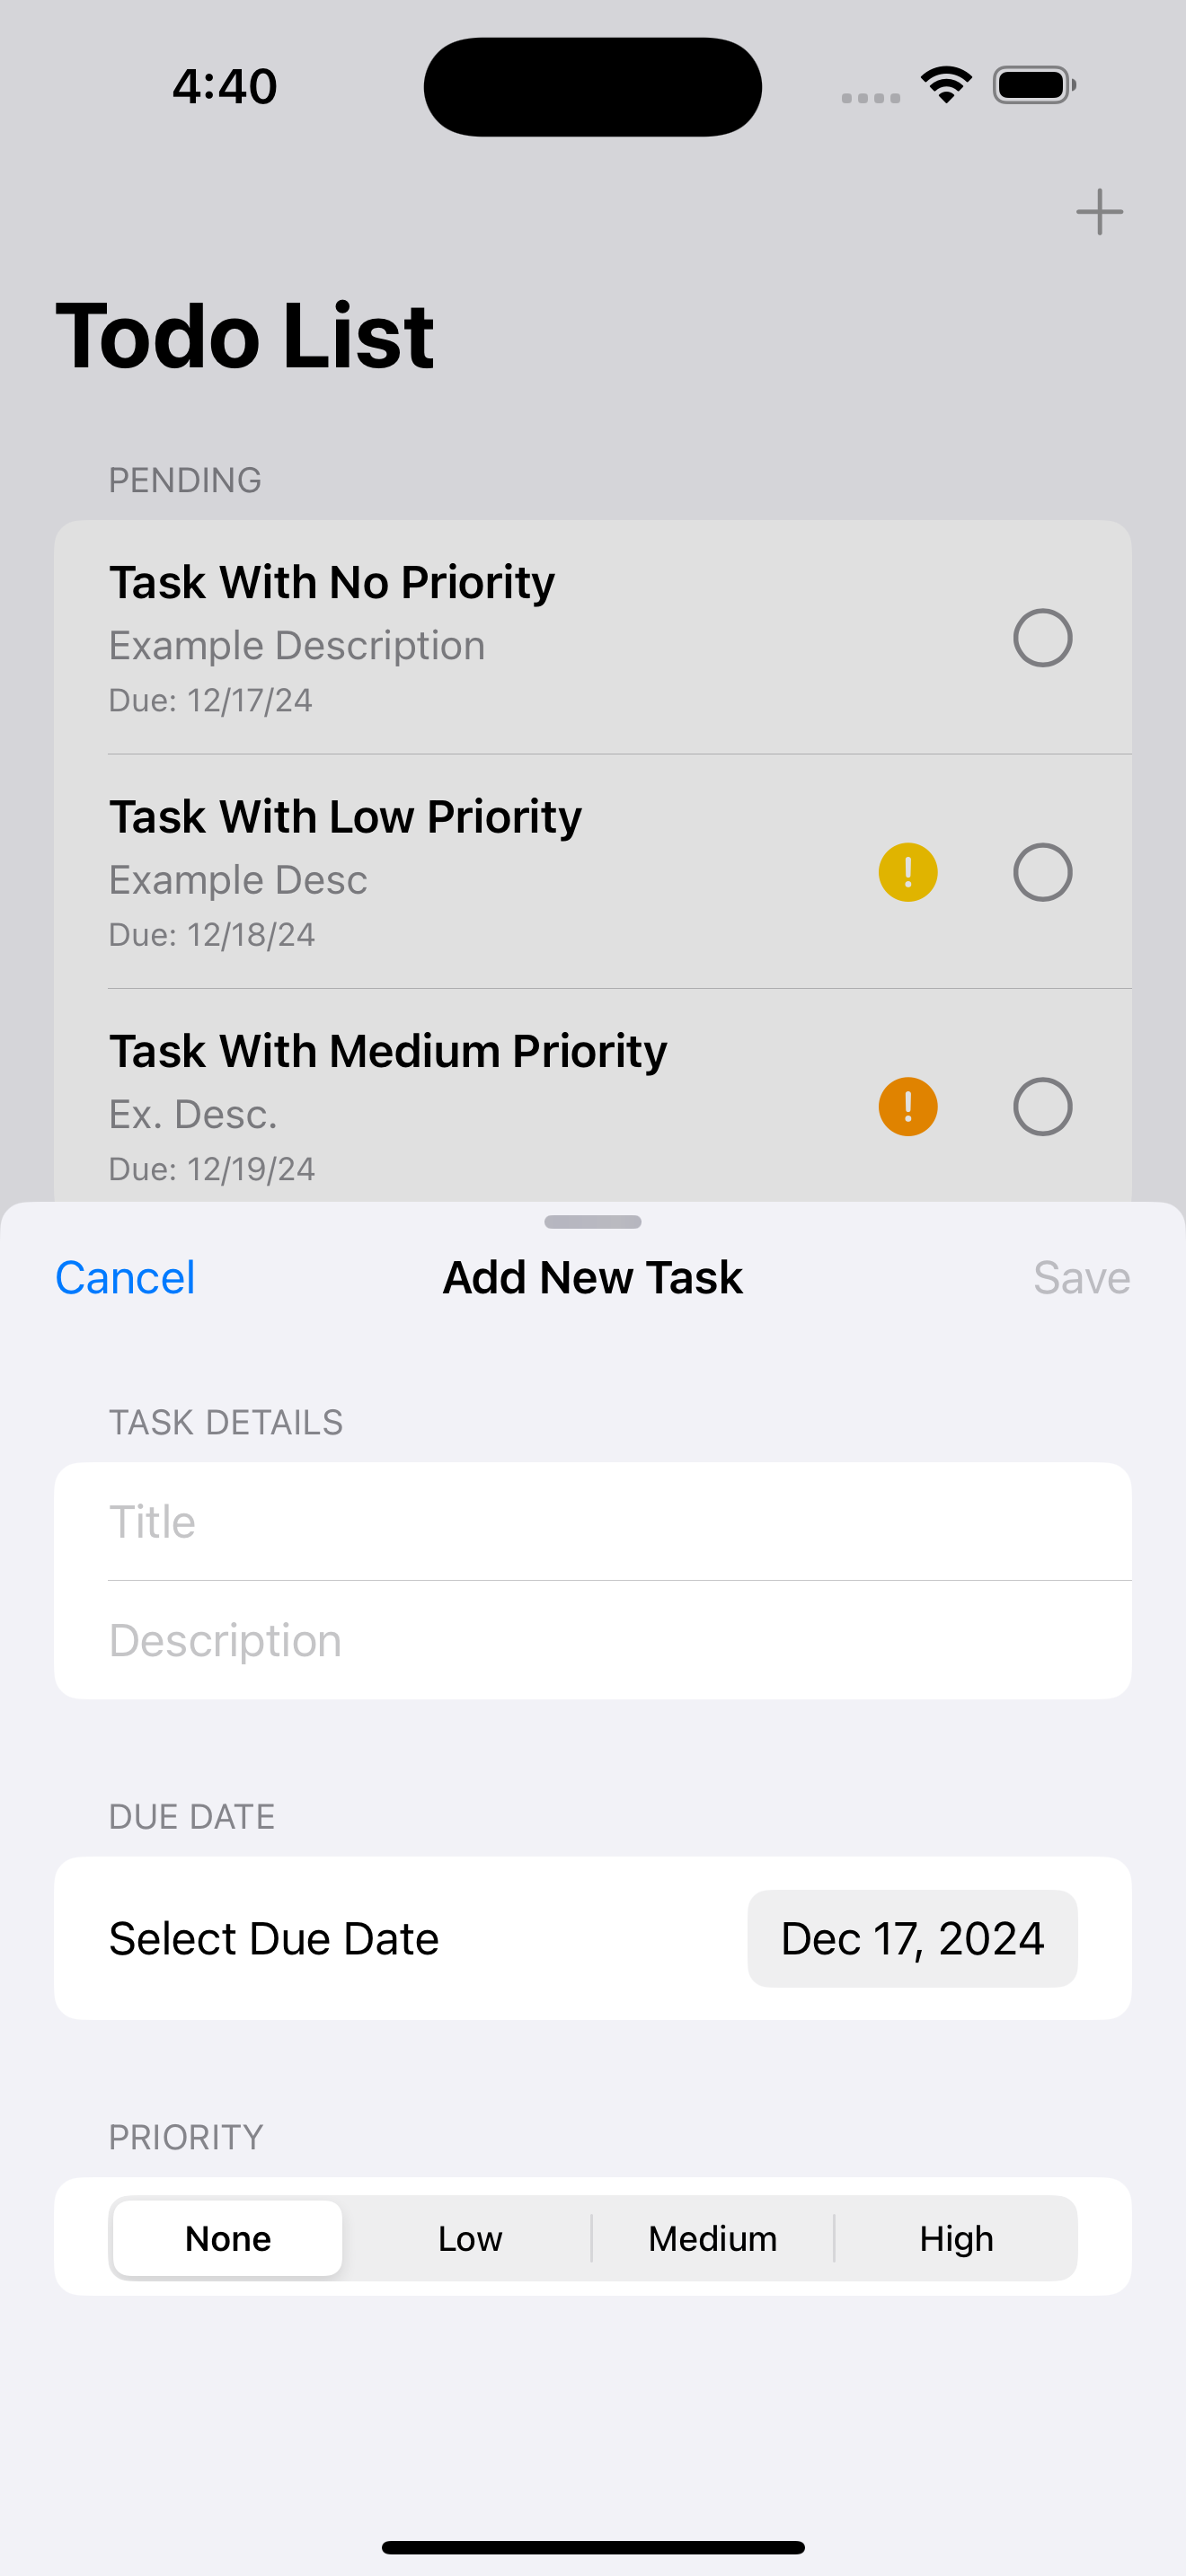 4:40
Todo List
PENDING
Task With No Priority
Example Description
Due: 12/17/24
Task With Low Priority
Example Desc
Due: 12/18/24
Task With Medium Priority
Ex. Desc.
Due: 12/19/24
Cancel Add New Task Save
TASK DETAILS
Title
Description
DUE DATE
Select Due Date Dec 17, 2024
PRIORITY
None Low Medium High